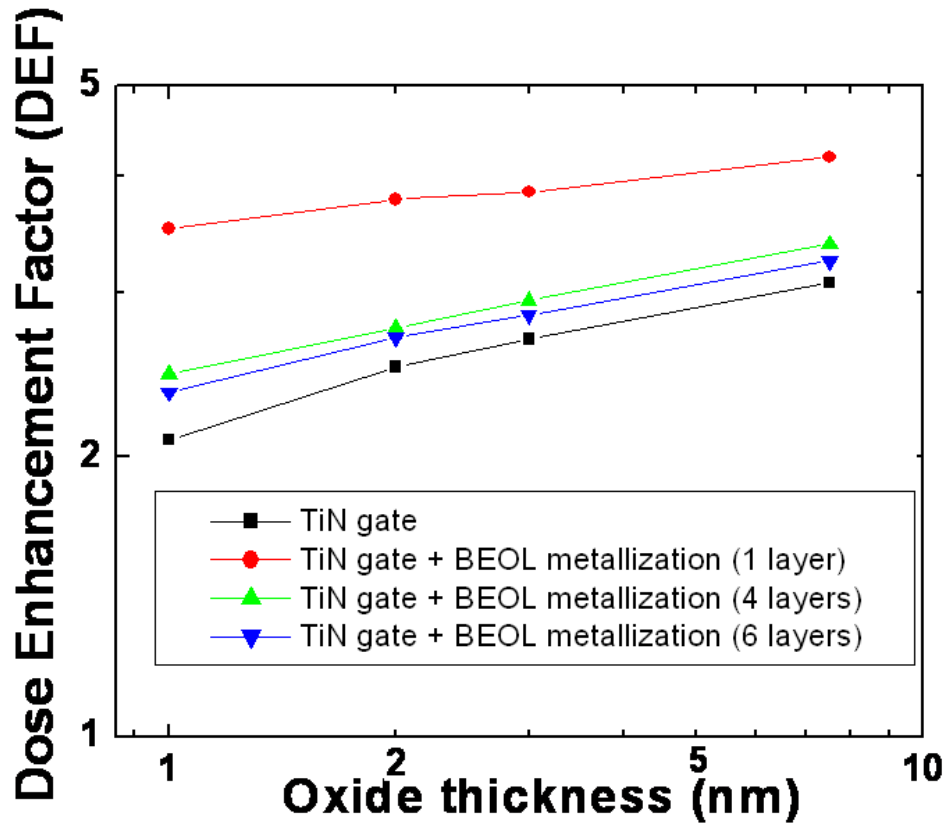 Dose Enhancement Factor (DEF)
5
2
1
TiN gate
TiN gate + BEOL metallization (1 layer)
TiN gate + BEOL metallization (4 layers)
TiN gate + BEOL metallization (6 layers)
1 2 5 10
Oxide thickness (nm)